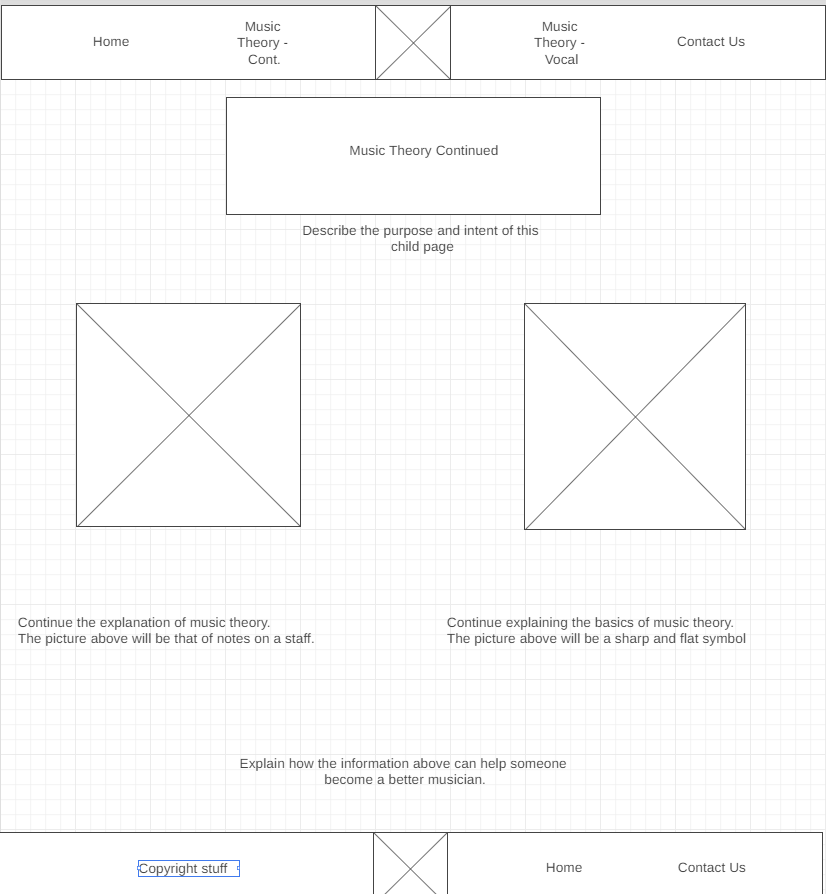 Home
Music
Theory -
Cont.
Music
Theory -
Vocal
Contact Us
Music Theory Continued
Describe the purpose and intent of this
child page
Continue the explanation of music theory.
The picture above will be that of notes on a staff.
Continue explaining the basics of music theory.
The picture above will be a sharp and flat symbol
Explain how the information above can help someone
become a better musician.
Copyright stuff
Home
Contact Us